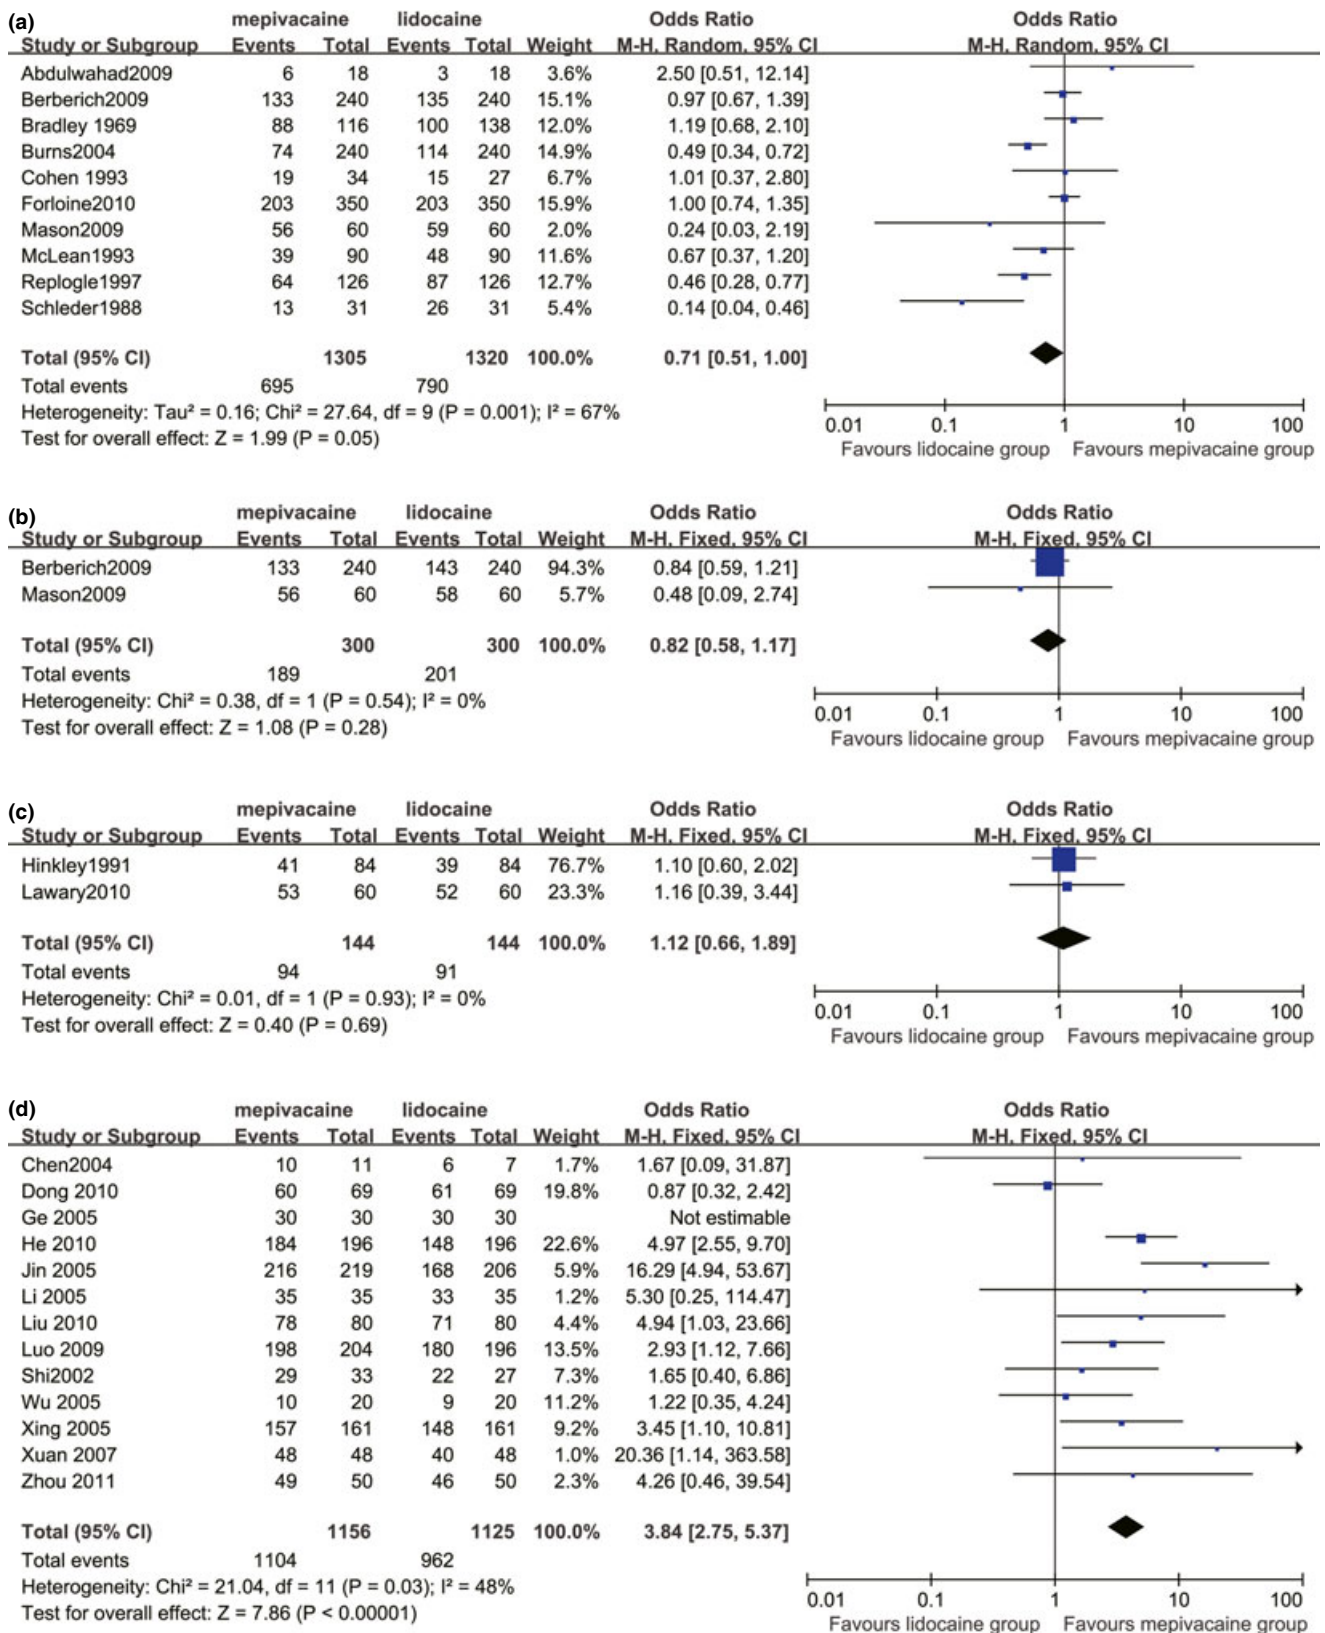 (a) mepivacaine lidocaine Odds Ratio Odds Ratio
Study or Subgroup Events Total Events Total Weight M-H, Random, 95% CI M-H, Random, 95% CI
Abdulwahad2009 6 18 3 18 3.6% 2.50 [0.51, 12.14]
Berberich2009 133 240 135 240 15.1% 0.97 [0.67, 1.39]
Bradley 1969 88 116 100 138 12.0% 1.19 [0.68, 2.10]
Burns2004 74 240 114 240 14.9% 0.49 [0.34, 0.72]
Cohen 1993 19 34 15 27 6.7% 1.01 [0.37, 2.80]
Forloine2010 203 350 203 350 15.9% 1.00 [0.74, 1.35]
Mason2009 56 60 59 60 2.0% 0.24 [0.03, 2.19]
McLean1993 39 90 48 90 11.6% 0.67 [0.37, 1.20]
Replogle1997 64 126 87 126 12.7% 0.46 [0.28, 0.77]
Schleder1988 13 31 26 31 5.4% 0.14 [0.04, 0.46]
Total (95% CI) 1305 1320 100.0% 0.71 [0.51, 1.00]
Total events 695 790
Heterogeneity: Tau² = 0.16; Chi² = 27.64, df = 9 (P = 0.001); I² = 67%
Test for overall effect: Z = 1.99 (P = 0.05)
0.01 0.1 1 10 100
Favours lidocaine group Favours mepivacaine group
(b) mepivacaine lidocaine Odds Ratio Odds Ratio
Study or Subgroup Events Total Events Total Weight M-H, Fixed, 95% CI M-H, Fixed, 95% CI
Berberich2009 133 240 143 240 94.3% 0.84 [0.59, 1.21]
Mason2009 56 60 58 60 5.7% 0.48 [0.09, 2.74]
Total (95% CI) 300 300 100.0% 0.82 [0.58, 1.17]
Total events 189 201
Heterogeneity: Chi² = 0.38, df = 1 (P = 0.54); I² = 0%
Test for overall effect: Z = 1.08 (P = 0.28)
0.01 0.1 1 10 100
Favours lidocaine group Favours mepivacaine group
(c) mepivacaine lidocaine Odds Ratio Odds Ratio
Study or Subgroup Events Total Events Total Weight M-H, Fixed, 95% CI M-H, Fixed, 95% CI
Hinkley1991 41 84 39 84 76.7% 1.10 [0.60, 2.02]
Lawary2010 53 60 52 60 23.3% 1.16 [0.39, 3.44]
Total (95% CI) 144 144 100.0% 1.12 [0.66, 1.89]
Total events 94 91
Heterogeneity: Chi² = 0.01, df = 1 (P = 0.93); I² = 0%
Test for overall effect: Z = 0.40 (P = 0.69)
0.01 0.1 1 10 100
Favours lidocaine group Favours mepivacaine group
(d) mepivacaine lidocaine Odds Ratio Odds Ratio
Study or Subgroup Events Total Events Total Weight M-H, Fixed, 95% CI M-H, Fixed, 95% CI
Chen2004 10 11 6 7 1.7% 1.67 [0.09, 31.87]
Dong 2010 60 69 61 69 19.8% 0.87 [0.32, 2.42]
Ge 2005 30 30 30 30 Not estimable
He 2010 184 196 148 196 22.6% 4.97 [2.55, 9.70]
Jin 2005 216 219 168 206 5.9% 16.29 [4.94, 53.67]
Li 2005 35 35 33 35 1.2% 5.30 [0.25, 114.47]
Liu 2010 78 80 71 80 4.4% 4.94 [1.03, 23.66]
Luo 2009 198 204 180 196 13.5% 2.93 [1.12, 7.66]
Shi2002 29 33 22 27 7.3% 1.65 [0.40, 6.86]
Wu 2005 10 20 9 20 11.2% 1.22 [0.35, 4.24]
Xing 2005 157 161 148 161 9.2% 3.45 [1.10, 10.81]
Xuan 2007 48 48 40 48 1.0% 20.36 [1.14, 363.58]
Zhou 2011 49 50 46 50 2.3% 4.26 [0.46, 39.54]
Total (95% CI) 1156 1125 100.0% 3.84 [2.75, 5.37]
Total events 1104 962
Heterogeneity: Chi² = 21.04, df = 11 (P = 0.03); I² = 48%
Test for overall effect: Z = 7.86 (P < 0.00001)
0.01 0.1 1 10 100
Favours lidocaine group Favours mepivacaine group